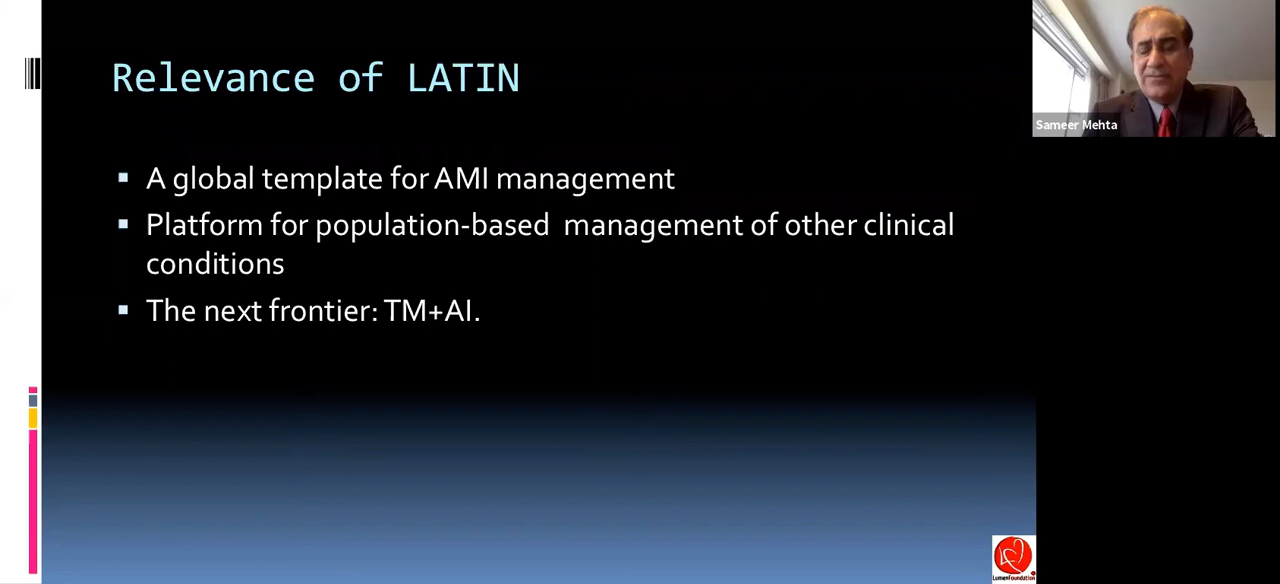 Relevance of LATIN
Sameer Mehta
A global template for AMI management
Platform for population-based management of other clinical
conditions
The next frontier: TM+AI.
LumenFoundation